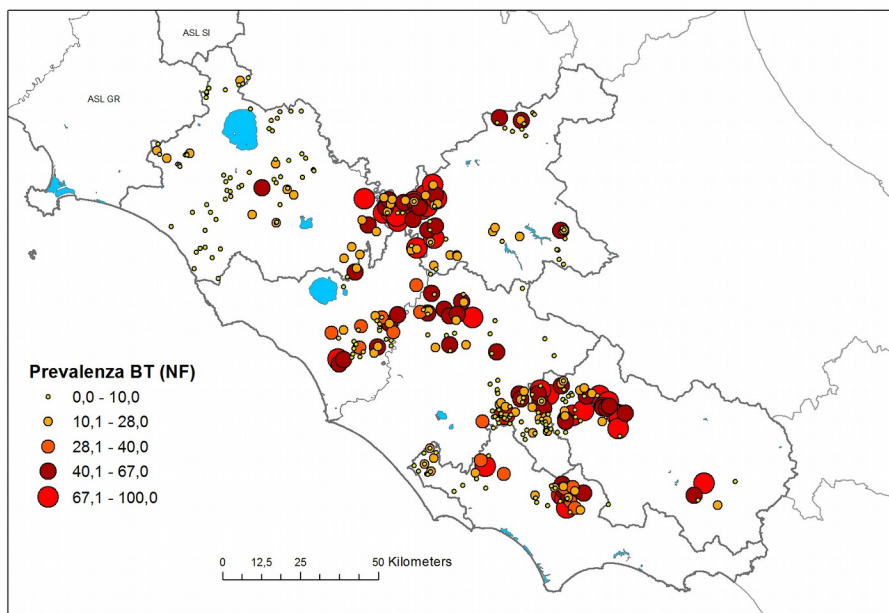 ASL SI
ASL GR
Prevalenza BT (NF)
0,0 - 10,0
10,1 - 28,0
28,1 - 40,0
40,1 - 67,0
67,1 - 100,0
0 12,5 25 50 Kilometers